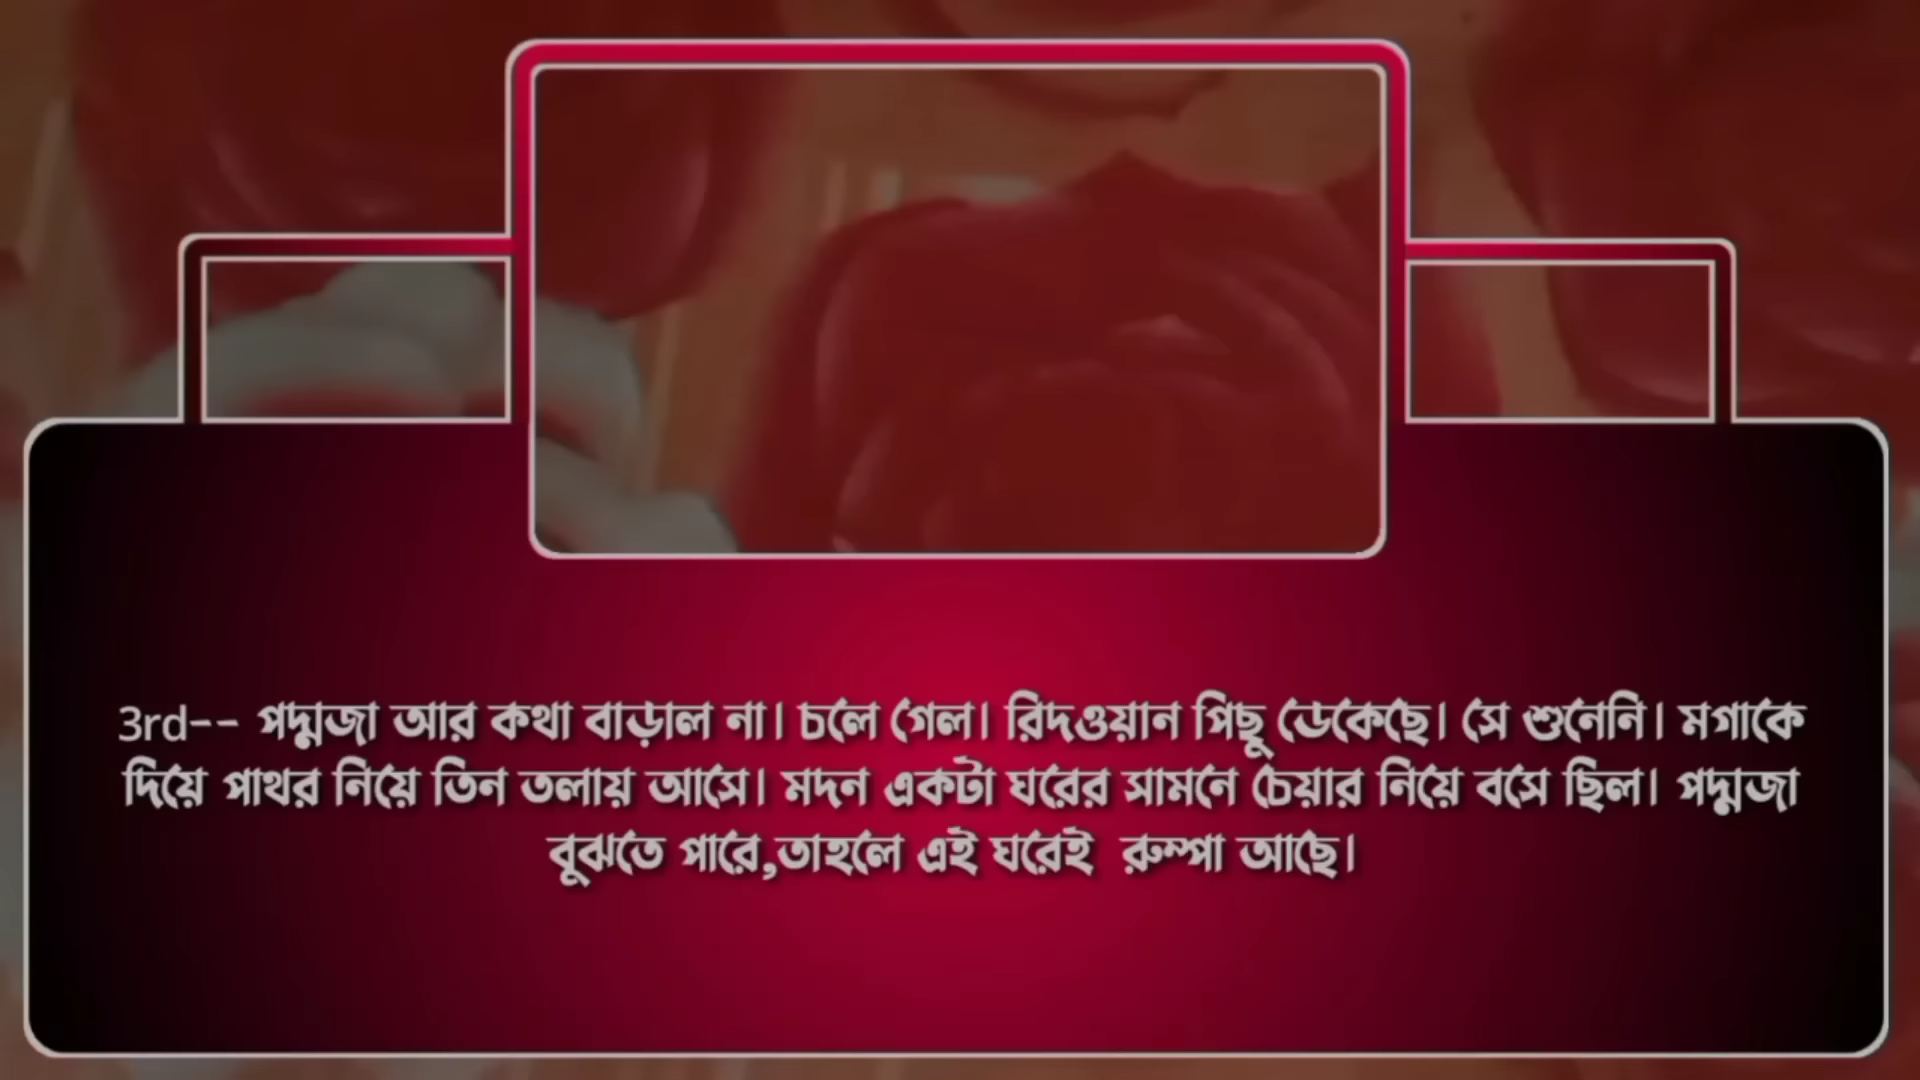 3rd-- পদ্মজা আর কথা বাড়াল না। চলে গেল। রিদওয়ান পিছু ডেকেছে। সে শুনেনি। মগাকে
দিয়ে পাথর নিয়ে তিন তলায় আসে। মদন একটা ঘরের সামনে চেয়ার নিয়ে বসে ছিল। পদ্মজা
বুঝতে পারে,তাহলে এই ঘরেই রুম্পা আছে।